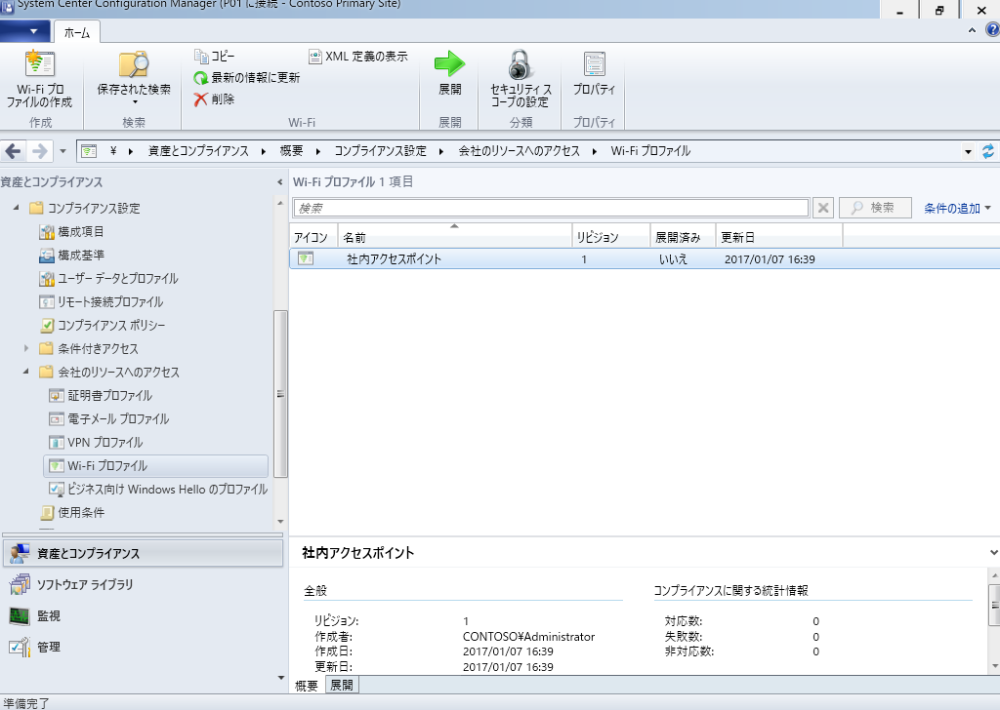 System Center Configuration Manager (P01 に接続 - Contoso Primary Site)
ホーム
Wi-Fi プロファイルの作成
作成
保存された検索
検索
コピー
最新の情報に更新
削除
XML 定義の表示
Wi-Fi
展開
展開
セキュリティ スコープの設定
分類
プロパティ
プロパティ
¥ 資産とコンプライアンス 概要 コンプライアンス設定 会社のリソースへのアクセス Wi-Fi プロファイル
資産とコンプライアンス
コンプライアンス設定
構成項目
構成基準
ユーザー データとプロファイル
リモート接続プロファイル
コンプライアンス ポリシー
条件付きアクセス
会社のリソースへのアクセス
証明書プロファイル
電子メール プロファイル
VPN プロファイル
Wi-Fi プロファイル
ビジネス向け Windows Hello のプロファイル
使用条件
資産とコンプライアンス
ソフトウェア ライブラリ
監視
管理
Wi-Fi プロファイル 1 項目
検索 検索 条件の追加
アイコン 名前 リビジョン 展開済み 更新日
社内アクセスポイント 1 いいえ 2017/01/07 16:39
社内アクセスポイント
全般
リビジョン: 1
作成者: CONTOSO¥Administrator
作成日: 2017/01/07 16:39
更新日: 2017/01/07 16:39
コンプライアンスに関する統計情報
対応数: 0
失敗数: 0
非対応数: 0
概要 展開
準備完了